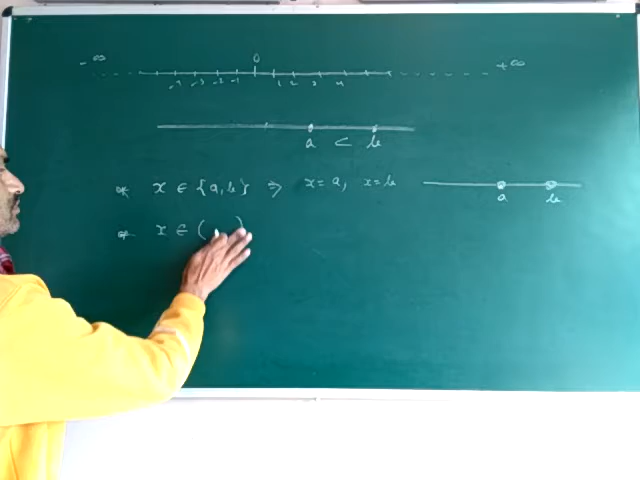 -∞ 0 +∞
-4 -3 -2 -1 1 2 3 4
a < b
* x ∈ {a, b} ⇒ x = a, x = b
a b
* x ∈ ( , )